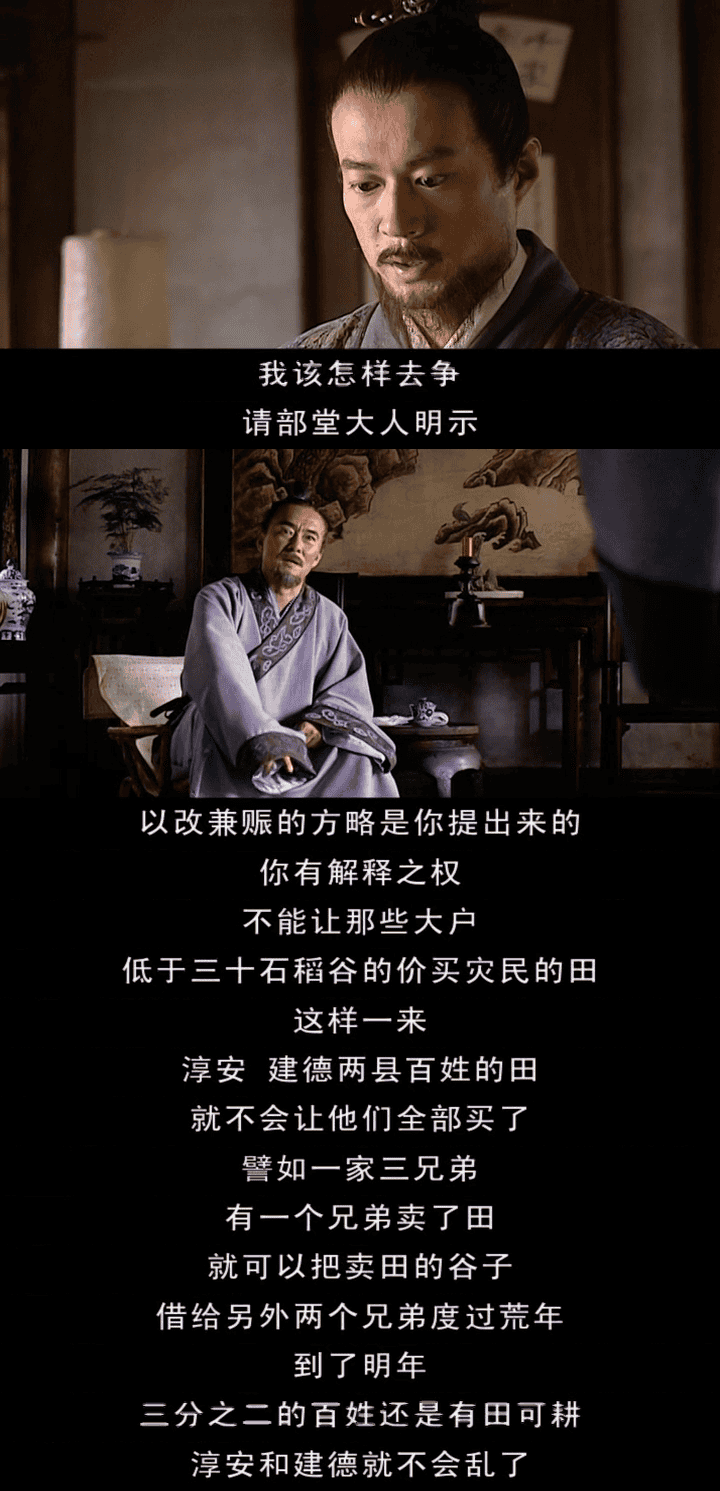 我该怎样去争
请部堂大人明示
以改兼赈的方略是你提出来的
你有解释之权
不能让那些大户
低于三十石稻谷的价买灾民的田
这样一来
淳安 建德两县百姓的田
就不会让他们全部买了
譬如一家三兄弟
有一个兄弟卖了田
就可以把卖田的谷子
借给另外两个兄弟度过荒年
到了明年
三分之二的百姓还是有田可耕
淳安和建德就不会乱了